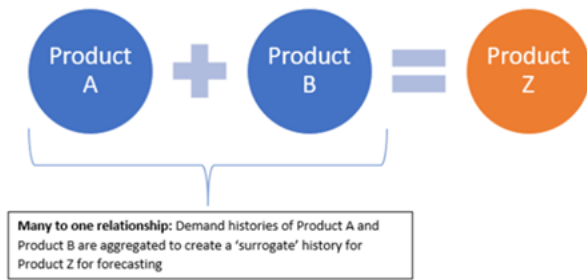 Product
A
Product
B
Product
Z
Many to one relationship: Demand histories of Product A and
Product B are aggregated to create a ‘surrogate’ history for
Product Z for forecasting